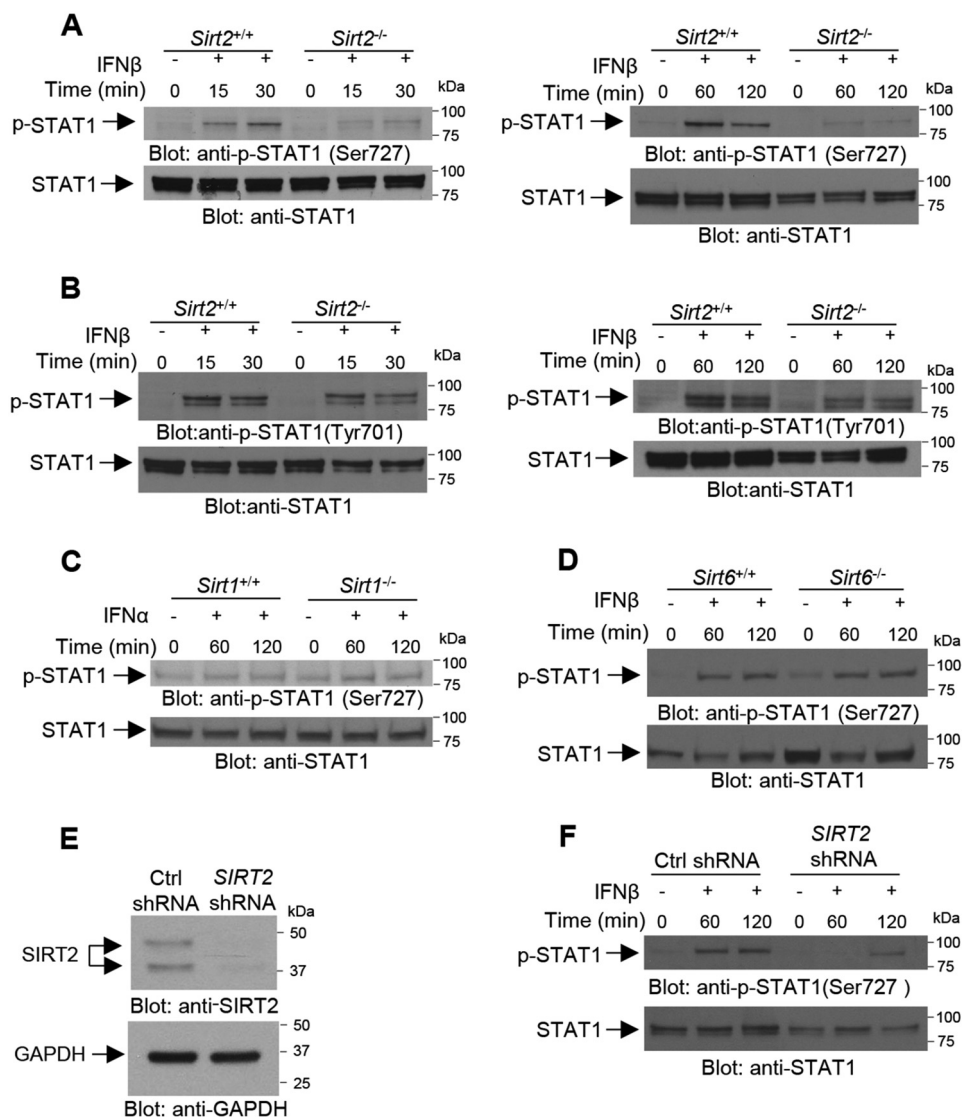 A
Sirt2+/+ Sirt2-/-
IFNβ - + + - + +
Time (min) 0 15 30 0 15 30 kDa
p-STAT1 100
75
Blot: anti-p-STAT1 (Ser727)
STAT1 100
75
Blot: anti-STAT1
Sirt2+/+ Sirt2-/-
IFNβ - + + - + +
Time (min) 0 60 120 0 60 120 kDa
p-STAT1 100
75
Blot: anti-p-STAT1 (Ser727)
STAT1 100
75
Blot: anti-STAT1
B
Sirt2+/+ Sirt2-/-
IFNβ - + + - + +
Time (min) 0 15 30 0 15 30 kDa
p-STAT1 100
75
Blot:anti-p-STAT1(Tyr701)
STAT1 100
75
Blot:anti-STAT1
Sirt2+/+ Sirt2-/-
IFNβ - + + - + +
Time (min) 0 60 120 0 60 120 kDa
p-STAT1 100
75
Blot:anti-p-STAT1(Tyr701)
STAT1 100
75
Blot:anti-STAT1
C
Sirt1+/+ Sirt1-/-
IFNα - + + - + +
Time (min) 0 60 120 0 60 120 kDa
p-STAT1 100
75
Blot: anti-p-STAT1 (Ser727)
STAT1 100
75
Blot: anti-STAT1
D
Sirt6+/+ Sirt6-/-
IFNβ - + + - + +
Time (min) 0 60 120 0 60 120 kDa
p-STAT1 100
75
Blot: anti-p-STAT1 (Ser727)
STAT1 100
75
Blot: anti-STAT1
E
Ctrl SIRT2
shRNA shRNA kDa
50
SIRT2
37
Blot: anti-SIRT2
50
GAPDH 37
25
Blot: anti-GAPDH
F
SIRT2
Ctrl shRNA shRNA
IFNβ - + + - + +
Time (min) 0 60 120 0 60 120 kDa
p-STAT1 100
75
Blot: anti-p-STAT1(Ser727 )
STAT1 100
75
Blot: anti-STAT1